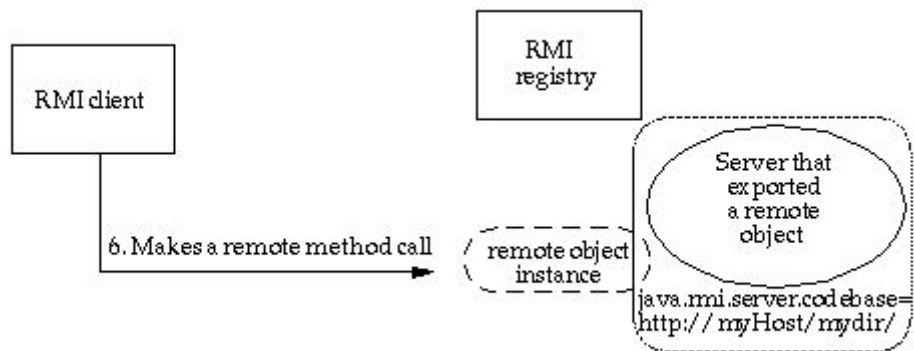 RMI client
RMI
registry
Server that
exported
a remote
object
6. Makes a remote method call
remote object
instance
java.rmi.server.codebase=
http://myHost/mydir/